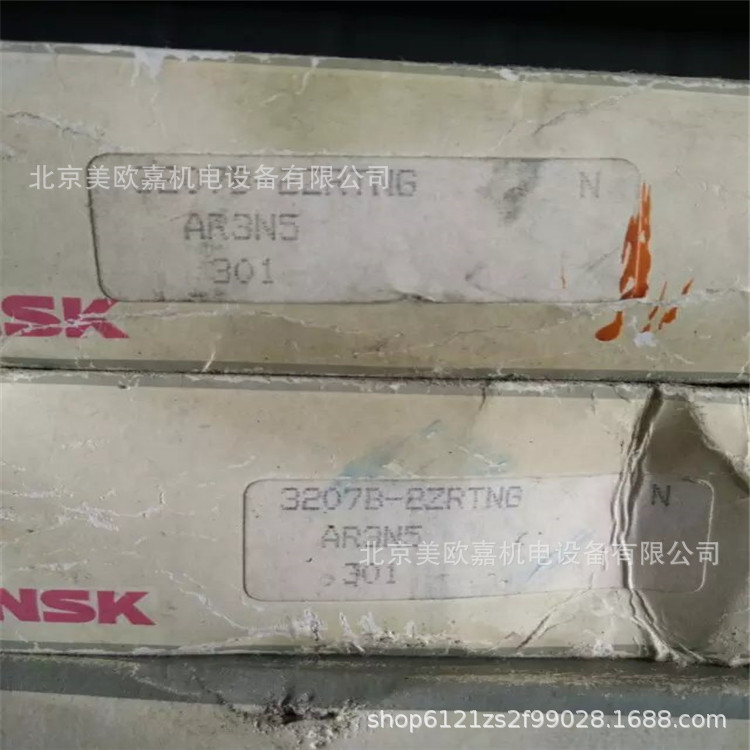 北京美欧嘉机电设备有限公司
N
AR3N5
301
NSK
3207B-2ZRTNG N
AR3N5
北京美欧嘉机电设备有限公司
301
NSK
shop6121zs2f99028.1688.com